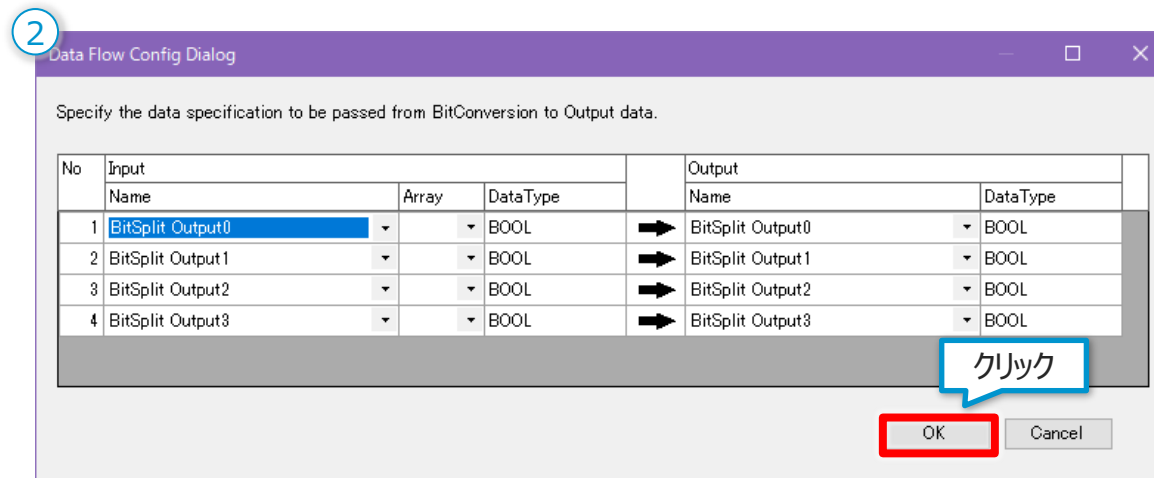 2
Data Flow Config Dialog
Specify the data specification to be passed from BitConversion to Output data.
No Input Output
Name Array DataType Name DataType
1 BitSplit Output0 BOOL BitSplit Output0 BOOL
2 BitSplit Output1 BOOL BitSplit Output1 BOOL
3 BitSplit Output2 BOOL BitSplit Output2 BOOL
4 BitSplit Output3 BOOL BitSplit Output3 BOOL
クリック
OK Cancel